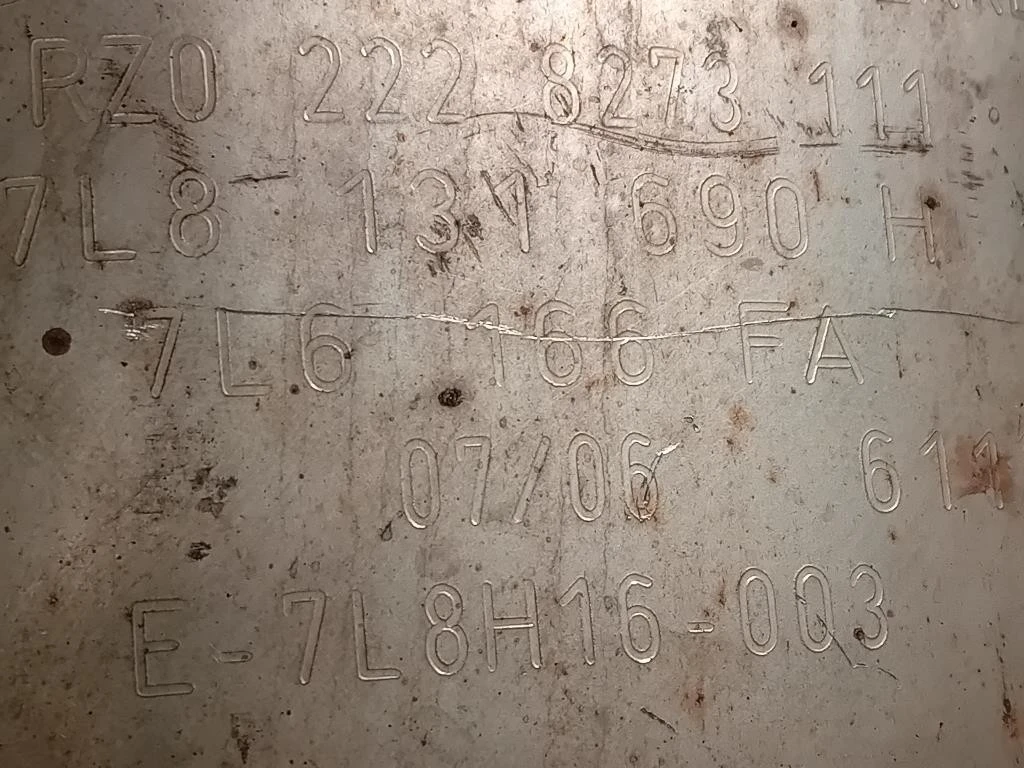 RZ0 222 8273 111
7L8 131 690 H
7L6 166 FA
07/06 611
E-7L8H16-003